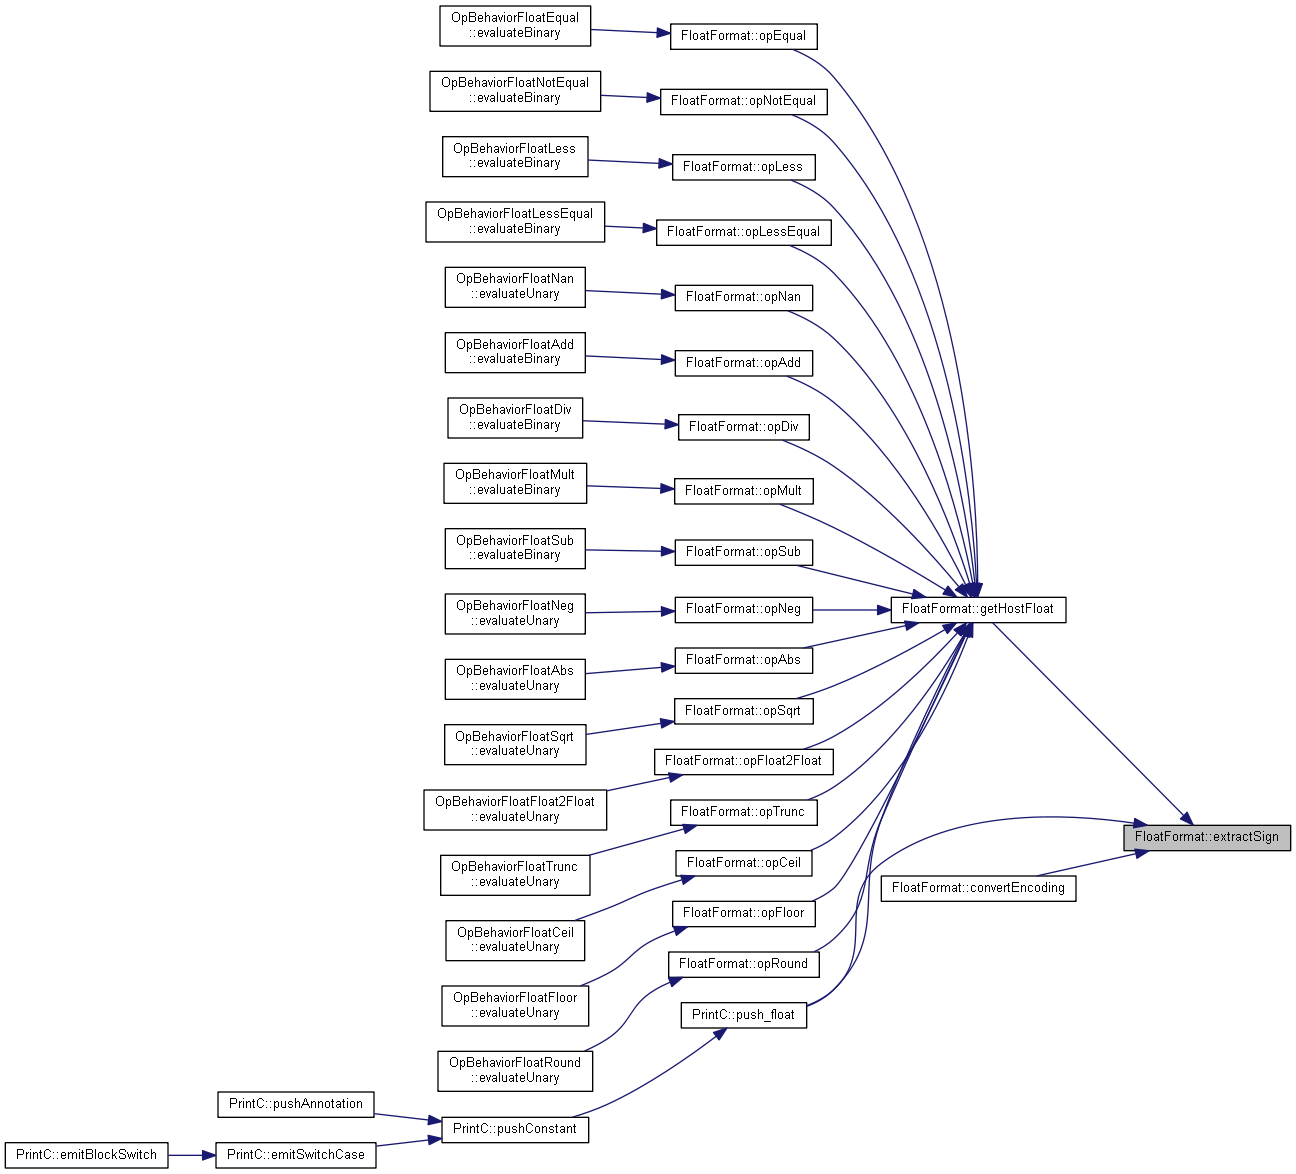 OpBehaviorFloatEqual
::evaluateBinary
FloatFormat::opEqual
OpBehaviorFloatNotEqual
::evaluateBinary
FloatFormat::opNotEqual
OpBehaviorFloatLess
::evaluateBinary
FloatFormat::opLess
OpBehaviorFloatLessEqual
::evaluateBinary
FloatFormat::opLessEqual
OpBehaviorFloatNan
::evaluateUnary
FloatFormat::opNan
OpBehaviorFloatAdd
::evaluateBinary
FloatFormat::opAdd
OpBehaviorFloatDiv
::evaluateBinary
FloatFormat::opDiv
OpBehaviorFloatMult
::evaluateBinary
FloatFormat::opMult
OpBehaviorFloatSub
::evaluateBinary
FloatFormat::opSub
OpBehaviorFloatNeg
::evaluateUnary
FloatFormat::opNeg
FloatFormat::getHostFloat
OpBehaviorFloatAbs
::evaluateUnary
FloatFormat::opAbs
OpBehaviorFloatSqrt
::evaluateUnary
FloatFormat::opSqrt
OpBehaviorFloatFloat2Float
::evaluateUnary
FloatFormat::opFloat2Float
OpBehaviorFloatTrunc
::evaluateUnary
FloatFormat::opTrunc
FloatFormat::extractSign
OpBehaviorFloatCeil
::evaluateUnary
FloatFormat::opCeil
FloatFormat::convertEncoding
OpBehaviorFloatFloor
::evaluateUnary
FloatFormat::opFloor
OpBehaviorFloatRound
::evaluateUnary
FloatFormat::opRound
PrintC::push_float
PrintC::pushAnnotation
PrintC::pushConstant
PrintC::emitBlockSwitch
PrintC::emitSwitchCase